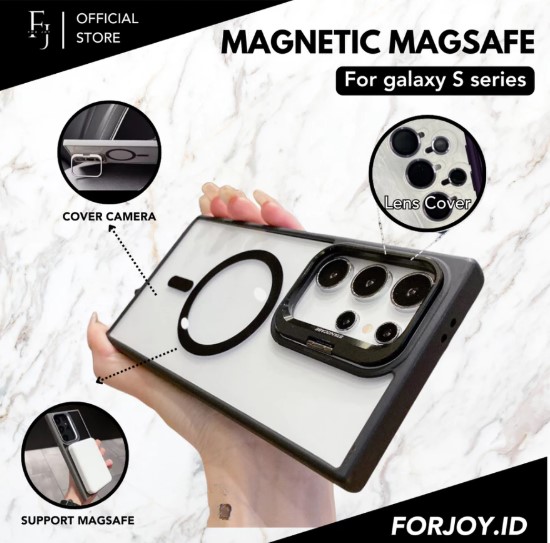 FJ
OFFICIAL
STORE
MAGNETIC MAGSAFE
For galaxy S series
Lens Cover
COVER CAMERA
SUPPORT MAGSAFE
FORJOY.ID